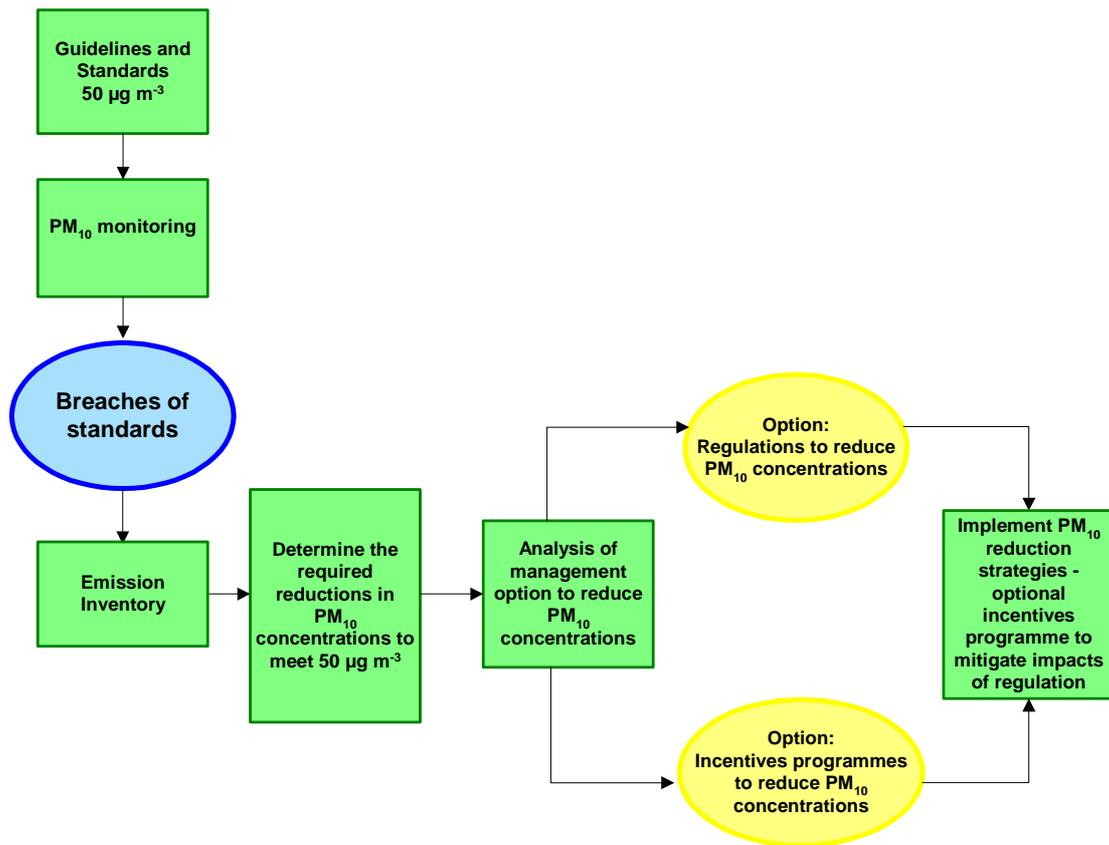 Guidelines and
Standards
50 µg m⁻³
PM₁₀ monitoring
Breaches of
standards
Emission
Inventory
Determine the
required
reductions in
PM₁₀
concentrations to
meet 50 µg m⁻³
Analysis of
management
option to reduce
PM₁₀
concentrations
Option:
Regulations to reduce
PM₁₀ concentrations
Option:
Incentives programmes
to reduce PM₁₀
concentrations
Implement PM₁₀
reduction
strategies -
optional
incentives
programme to
mitigate impacts
of regulation